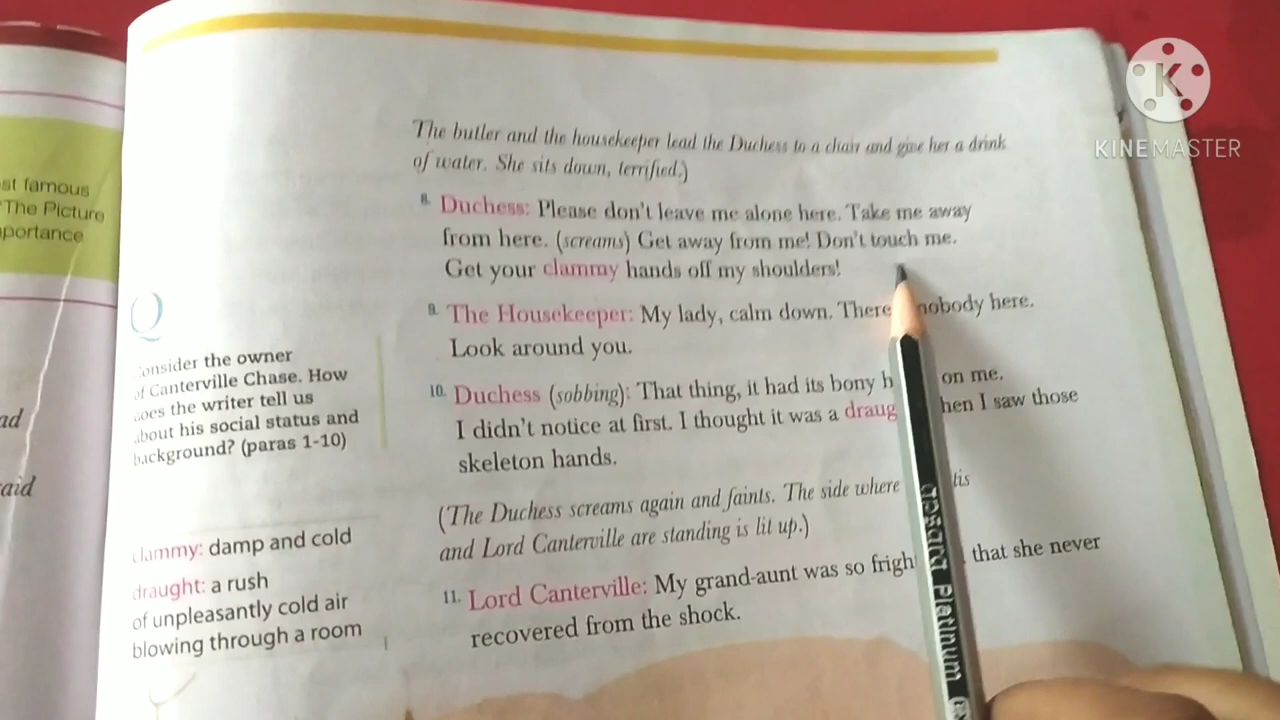 KINEMASTER
The butler and the housekeeper lead the Duchess to a chair and give her a drink
of water. She sits down, terrified.)
8. Duchess: Please don't leave me alone here. Take me away
from here. (screams) Get away from me! Don't touch me.
Get your clammy hands off my shoulders!
9. The Housekeeper: My lady, calm down. There nobody here.
Look around you.
10. Duchess (sobbing): That thing, it had its bony h on me.
I didn't notice at first. I thought it was a draug hen I saw those
skeleton hands.
(The Duchess screams again and faints. The side where tis
and Lord Canterville are standing is lit up.)
11. Lord Canterville: My grand-aunt was so frigh that she never
recovered from the shock.
st famous
"The Picture
portance
ad
aid
Q
onsider the owner
of Canterville Chase. How
does the writer tell us
about his social status and
background? (paras 1-10)
clammy: damp and cold
draught: a rush
of unpleasantly cold air
blowing through a room
apsara Platinum